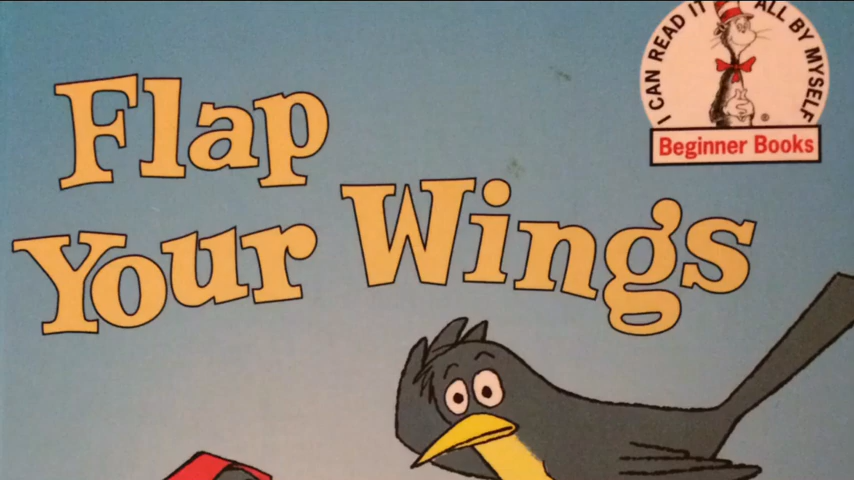 Flap
Your Wings
I CAN READ IT ALL BY MYSELF
®
Beginner Books